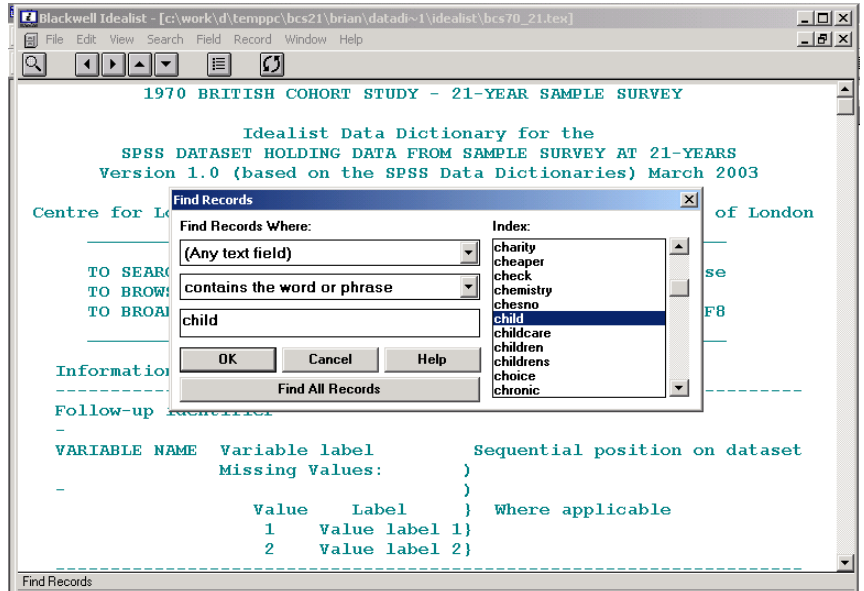 Blackwell Idealist - [c:\work\d\temppc\bcs21\brian\datadi~1\idealist\bcs70_21.tex]
File Edit View Search Field Record Window Help
1970 BRITISH COHORT STUDY - 21-YEAR SAMPLE SURVEY
Idealist Data Dictionary for the
SPSS DATASET HOLDING DATA FROM SAMPLE SURVEY AT 21-YEARS
Version 1.0 (based on the SPSS Data Dictionaries) March 2003
Centre for Lo
of London
TO SEARC
se
TO BROWS
TO BROAD
F8
Find Records
Find Records Where:
(Any text field)
contains the word or phrase
child
OK Cancel Help
Find All Records
Index:
charity
cheaper
check
chemistry
chesno
child
childcare
children
childrens
choice
chronic
Information
Follow-up identifier
-
VARIABLE NAME Variable label Sequential position on dataset
Missing Values: )
- )
Value Label } Where applicable
1 Value label 1}
2 Value label 2}
Find Records